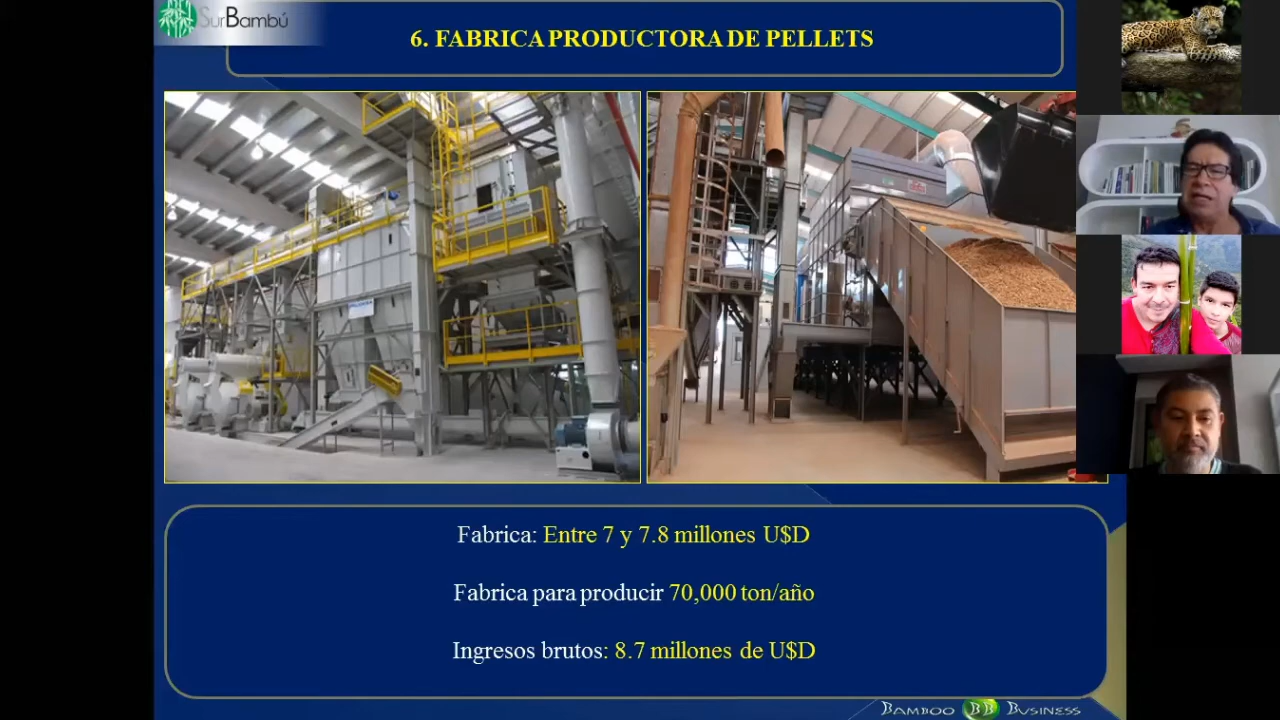 SurBambú
6. FABRICA PRODUCTORA DE PELLETS
Fabrica: Entre 7 y 7.8 millones U$D
Fabrica para producir 70,000 ton/año
Ingresos brutos: 8.7 millones de U$D
BAMBOO BB BUSINESS